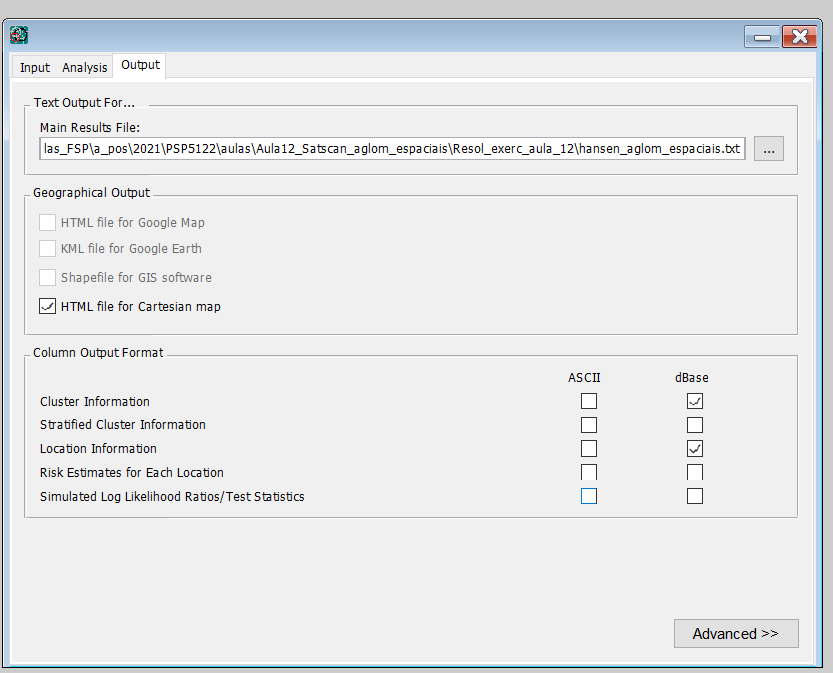 Input Analysis Output
Text Output For...
Main Results File:
las_FSP\a_pos\2021\PSP5122\aulas\Aula12_Satscan_aglom_espaciais\Resol_exerc_aula_12\hansen_aglom_espaciais.txt ...
Geographical Output
HTML file for Google Map
KML file for Google Earth
Shapefile for GIS software
HTML file for Cartesian map
Column Output Format
ASCII dBase
Cluster Information
Stratified Cluster Information
Location Information
Risk Estimates for Each Location
Simulated Log Likelihood Ratios/Test Statistics
Advanced >>